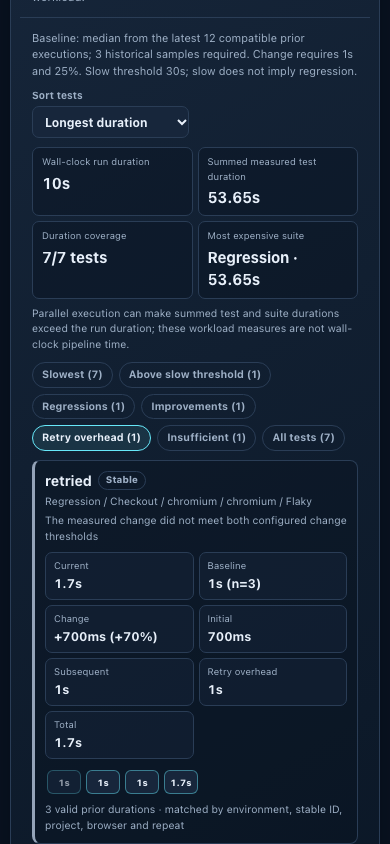 Baseline: median from the latest 12 compatible prior
executions; 3 historical samples required. Change requires 1s
and 25%. Slow threshold 30s; slow does not imply regression.
Sort tests
Longest duration
Wall-clock run duration
10s
Summed measured test
duration
53.65s
Duration coverage
7/7 tests
Most expensive suite
Regression ·
53.65s
Parallel execution can make summed test and suite durations
exceed the run duration; these workload measures are not wall-
clock pipeline time.
Slowest (7)
Above slow threshold (1)
Regressions (1)
Improvements (1)
Retry overhead (1)
Insufficient (1)
All tests (7)
retried
Stable
Regression / Checkout / chromium / chromium / Flaky
The measured change did not meet both configured change
thresholds
Current
1.7s
Baseline
1s (n=3)
Change
+700ms (+70%)
Initial
700ms
Subsequent
1s
Retry overhead
1s
Total
1.7s
1s
1s
1s
1.7s
3 valid prior durations · matched by environment, stable ID,
project, browser and repeat